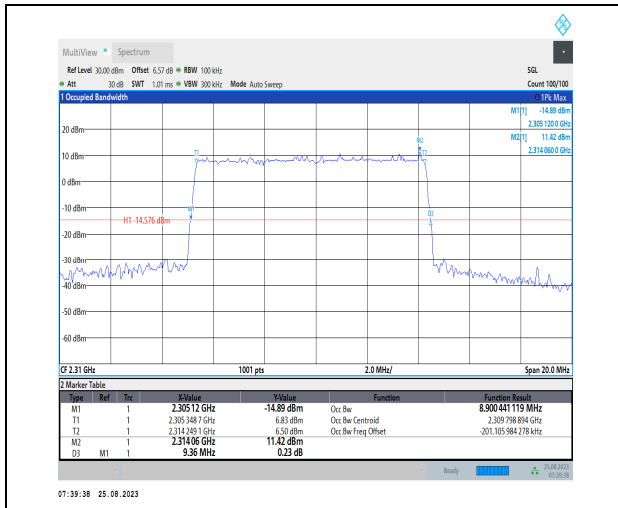 MultiView Spectrum
Ref Level 30.00 dBm Offset 6.57 dB RBW 100 kHz SGL
Att 30 dB SWT 1.01 ms VBW 300 kHz Mode Auto Sweep Count 100/100
1 Occupied Bandwidth 1Pk Max
M1[1] -14.89 dBm
2.305 120 0 GHz
20 dBm M2[1] 11.42 dBm
2.314 060 0 GHz
M2
T1 T2
10 dBm
0 dBm
-10 dBm
M1 D3
H1 -14.576 dBm
-20 dBm
-30 dBm
-40 dBm
-50 dBm
-60 dBm
CF 2.31 GHz 1001 pts 2.0 MHz/ Span 20.0 MHz
2 Marker Table
Type Ref Trc X-Value Y-Value Function Function Result
M1 1 2.30512 GHz -14.89 dBm Occ Bw 8.900 441 119 MHz
T1 1 2.305 348 7 GHz 6.83 dBm Occ Bw Centroid 2.309 798 894 GHz
T2 1 2.314 249 1 GHz 6.50 dBm Occ Bw Freq Offset -201.105 984 278 kHz
M2 1 2.314 06 GHz 11.42 dBm
D3 M1 1 9.36 MHz 0.23 dB
Ready 25.08.2023
07:39:38
07:39:38 25.08.2023